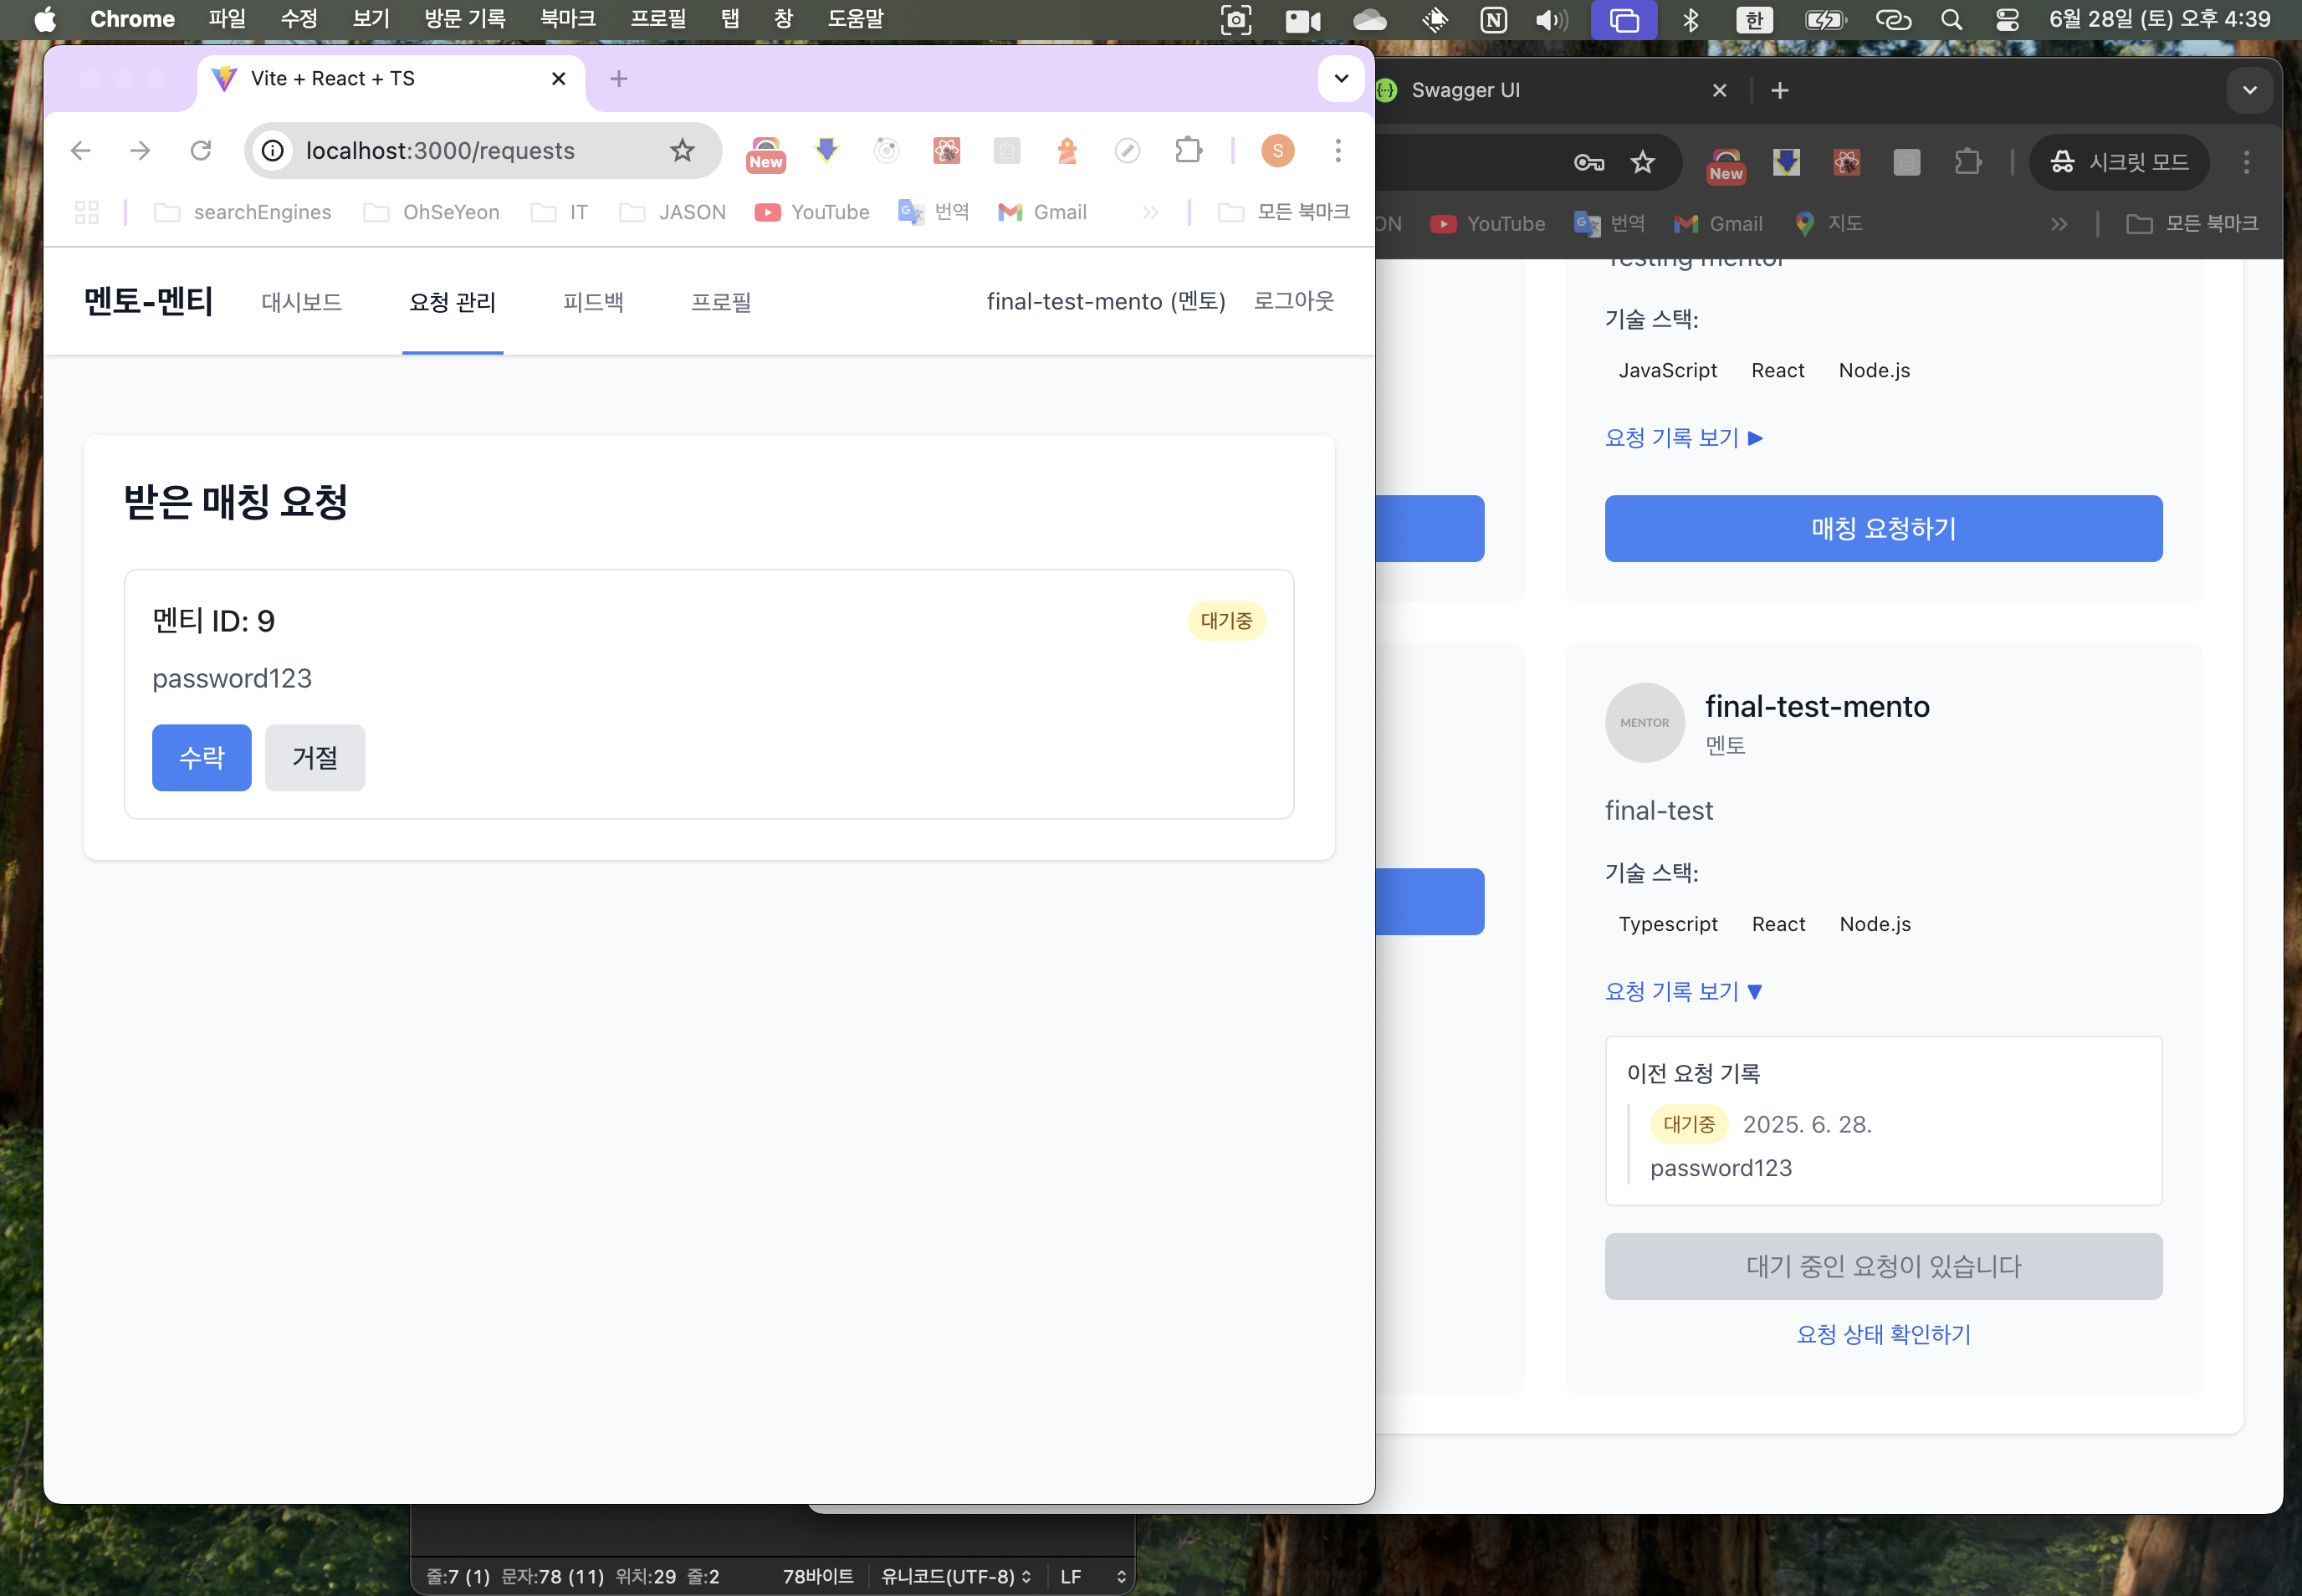 Chrome 파일 수정 보기 방문 기록 북마크 프로필 탭 창 도움말 N 한 6월 28일 (토) 오후 4:39
Vite + React + TS
localhost:3000/requests New S
searchEngines OhSeYeon IT JASON YouTube 번역 Gmail 모든 북마크
멘토-멘티 대시보드 요청 관리 피드백 프로필 final-test-mento (멘토) 로그아웃
받은 매칭 요청
멘티 ID: 9 대기중
password123
수락 거절
Swagger UI
New 시크릿 모드
ON YouTube 번역 Gmail 지도 모든 북마크
Testing mentor
기술 스택:
JavaScript React Node.js
요청 기록 보기 ▶
매칭 요청하기
MENTOR final-test-mento
멘토
final-test
기술 스택:
Typescript React Node.js
요청 기록 보기 ▼
이전 요청 기록
대기중 2025. 6. 28.
password123
대기 중인 요청이 있습니다
요청 상태 확인하기
줄:7 (1) 문자:78 (11) 위치:29 줄:2 78바이트 유니코드(UTF-8) LF